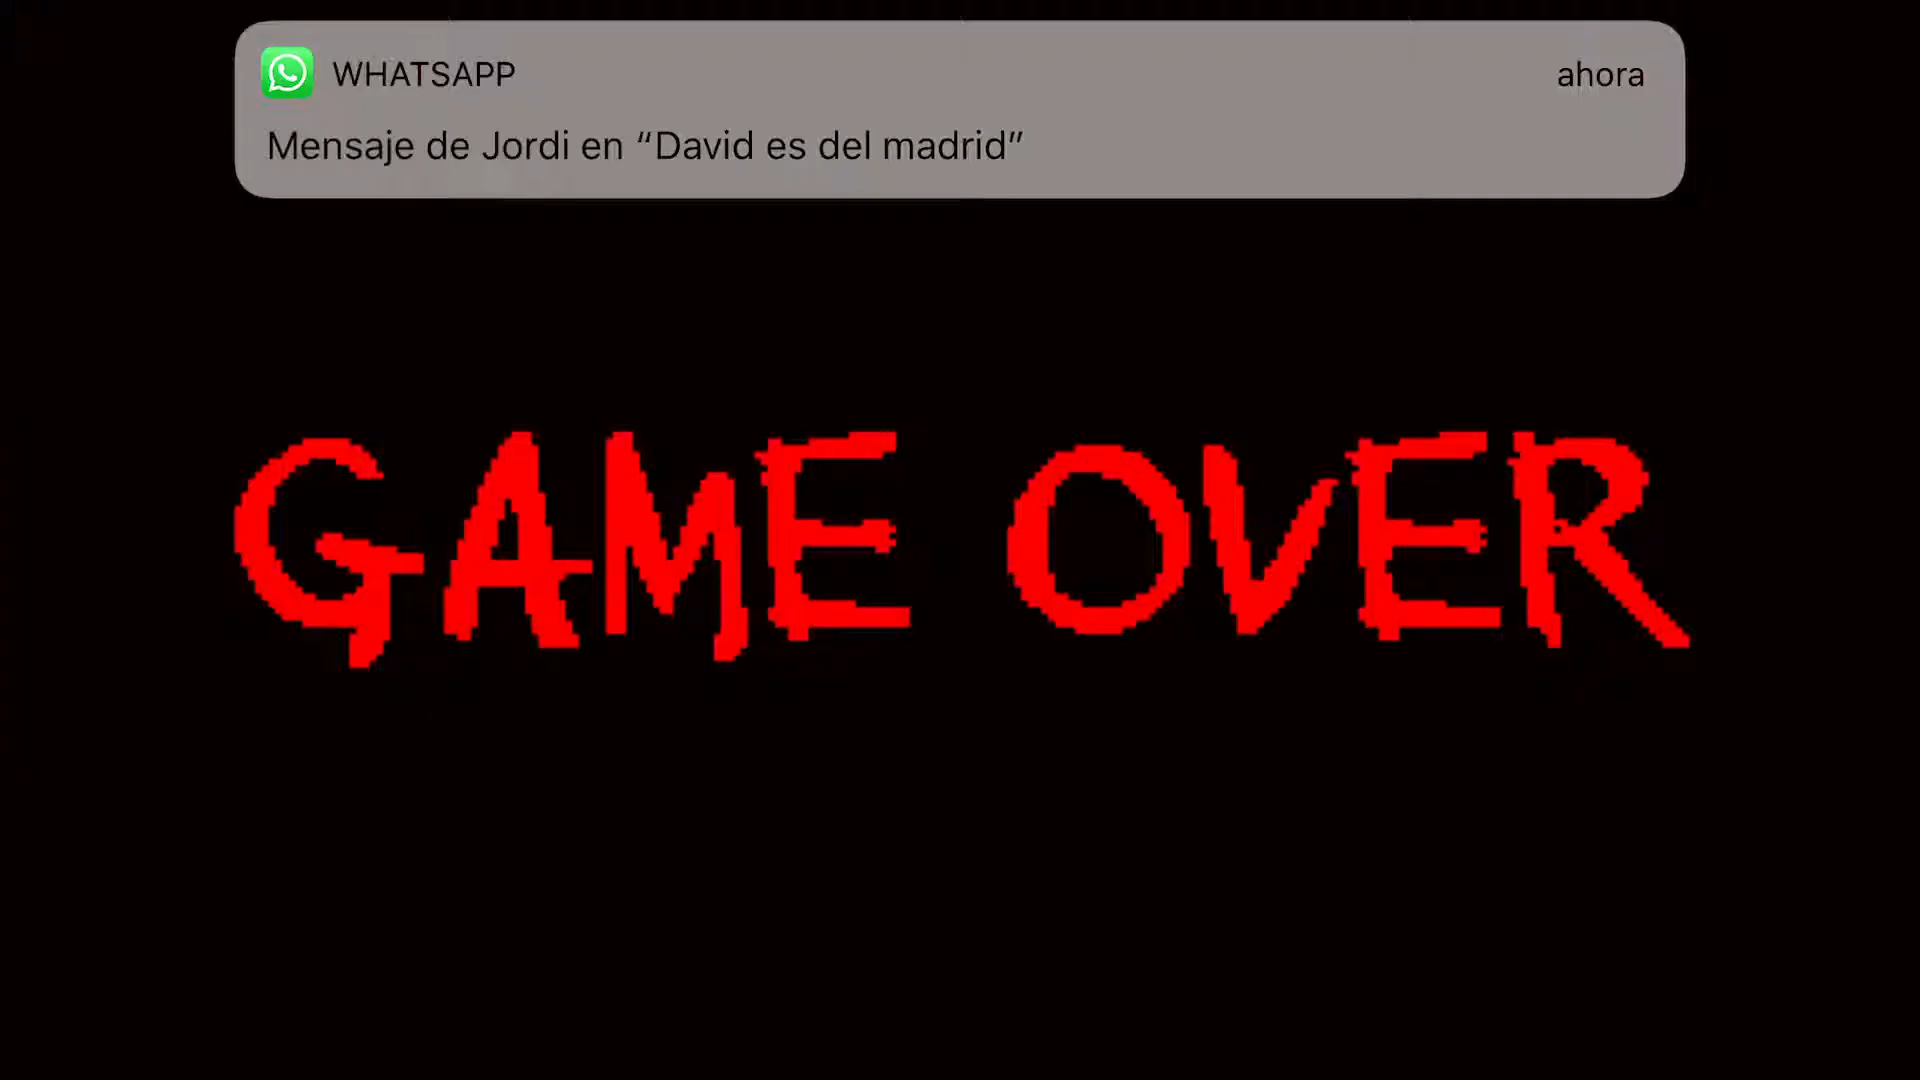 WHATSAPP ahora
Mensaje de Jordi en “David es del madrid”
GAME OVER